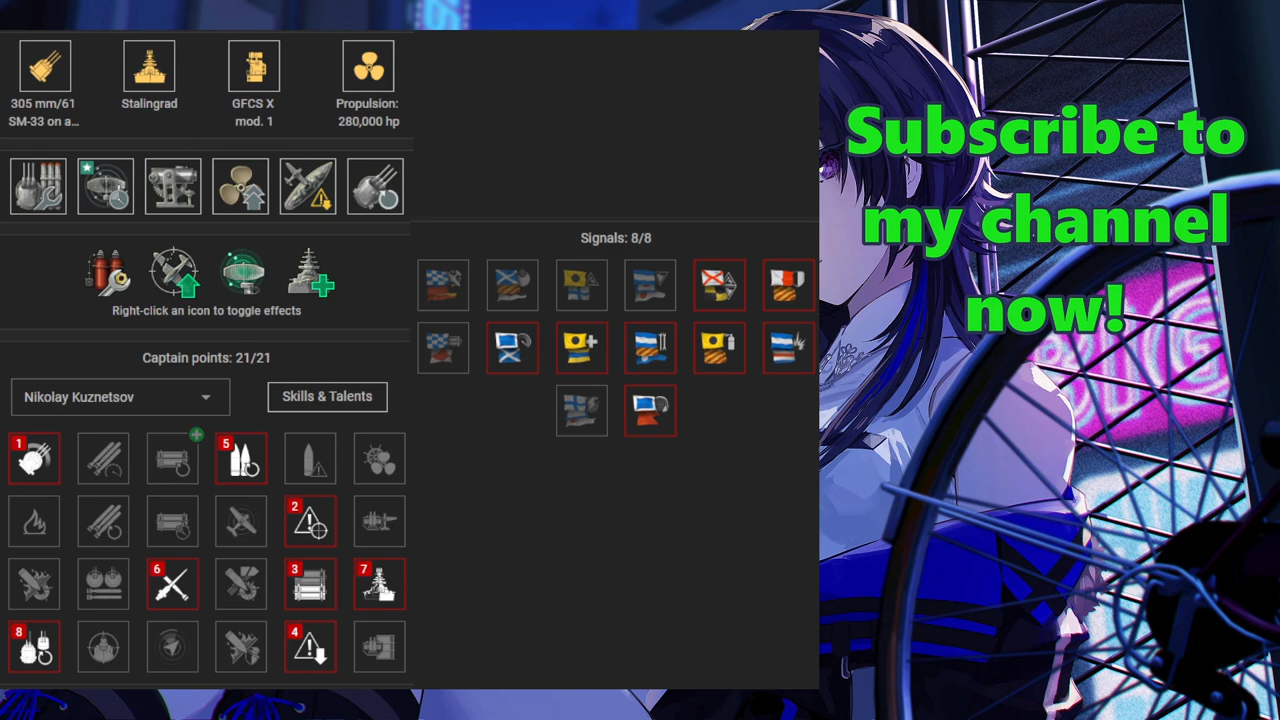 305 mm/61
SM-33 on a...
Stalingrad
GFCS X
mod. 1
Propulsion:
280,000 hp
Right-click an icon to toggle effects
Captain points: 21/21
Nikolay Kuznetsov
Skills & Talents
1
5
2
6
3
7
8
4
Signals: 8/8
Subscribe to
my channel
now!